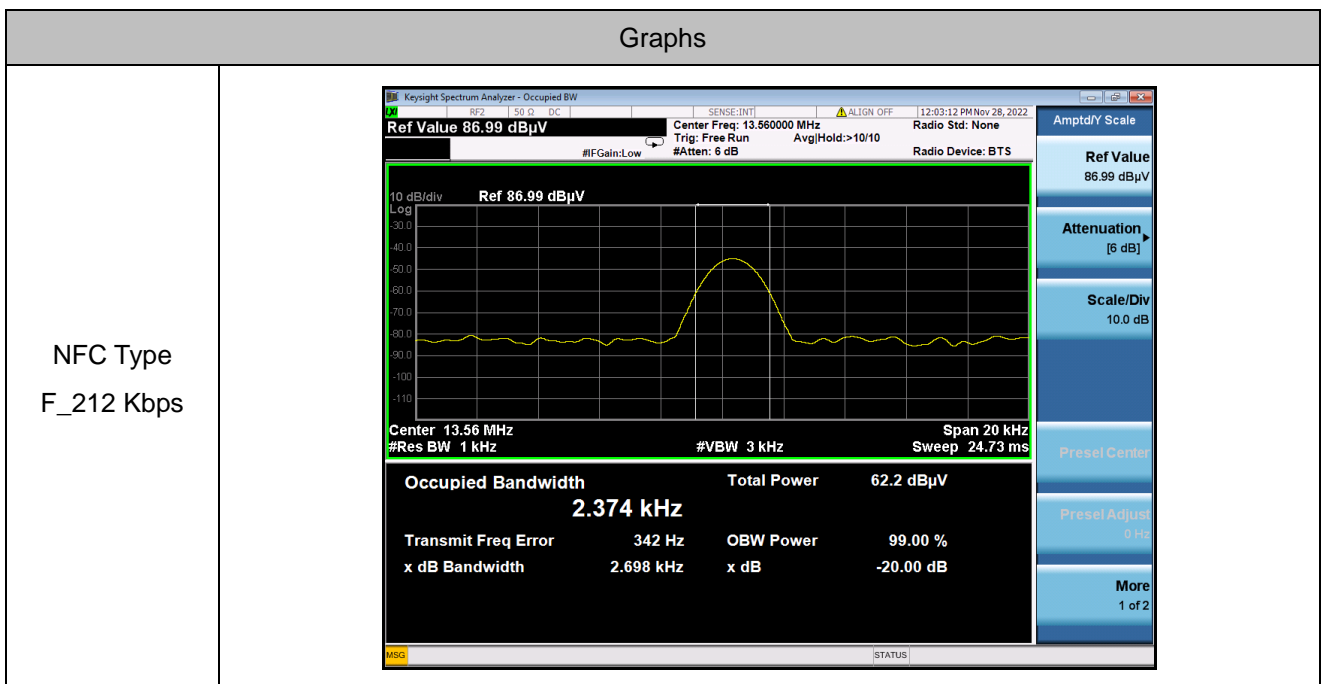 Graphs
NFC Type
F_212 Kbps
Keysight Spectrum Analyzer - Occupied BW
LXI RF2 50 Ω DC SENSE:INT ALIGN OFF 12:03:12 PM Nov 28, 2022
Ref Value 86.99 dBµV
Center Freq: 13.560000 MHz Radio Std: None
Trig: Free Run Avg|Hold:>10/10
#IFGain:Low #Atten: 6 dB Radio Device: BTS
10 dB/div Ref 86.99 dBµV
Log
-30.0
-40.0
-50.0
-60.0
-70.0
-80.0
-90.0
-100
-110
Center 13.56 MHz Span 20 kHz
#Res BW 1 kHz #VBW 3 kHz Sweep 24.73 ms
Occupied Bandwidth Total Power 62.2 dBµV
2.374 kHz
Transmit Freq Error 342 Hz OBW Power 99.00 %
x dB Bandwidth 2.698 kHz x dB -20.00 dB
MSG STATUS
Amptd/Y Scale
Ref Value
86.99 dBµV
Attenuation
[6 dB]
Scale/Div
10.0 dB
Presel Center
Presel Adjust
0 Hz
More
1 of 2